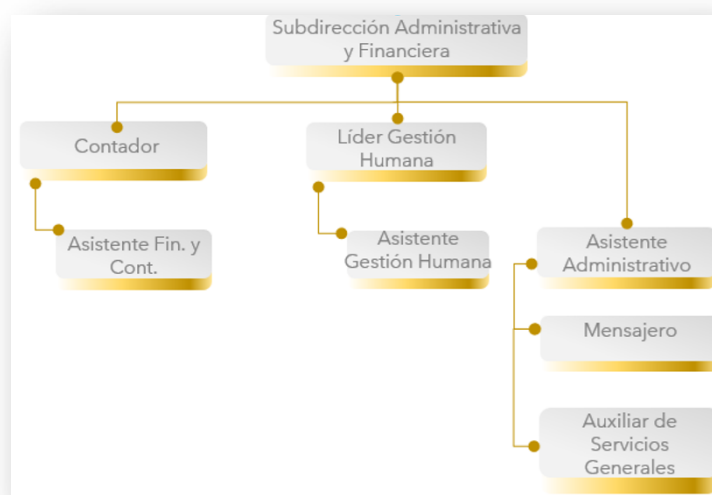 Subdirección Administrativa
y Financiera
Contador
Líder Gestión
Humana
Asistente Fin. y
Cont.
Asistente
Gestión Humana
Asistente
Administrativo
Mensajero
Auxiliar de
Servicios
Generales